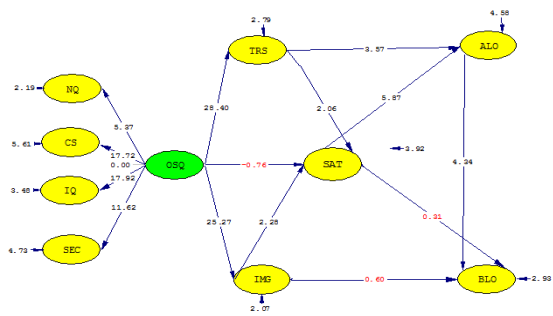 2.79
4.58
TRS
3.57
ALO
2.19
NQ
28.40
2.06
5.87
5.37
5.61
CS
17.72
0.00
OSQ
-0.76
SAT
3.92
4.34
3.48
IQ
17.92
11.62
25.27
2.28
0.31
4.73
SEC
IMG
0.60
BLO
2.93
2.07